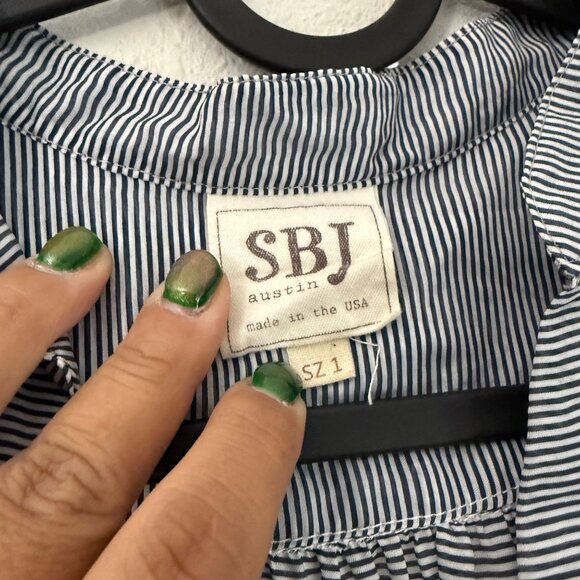 SBJ
austin
made in the USA
SZ 1